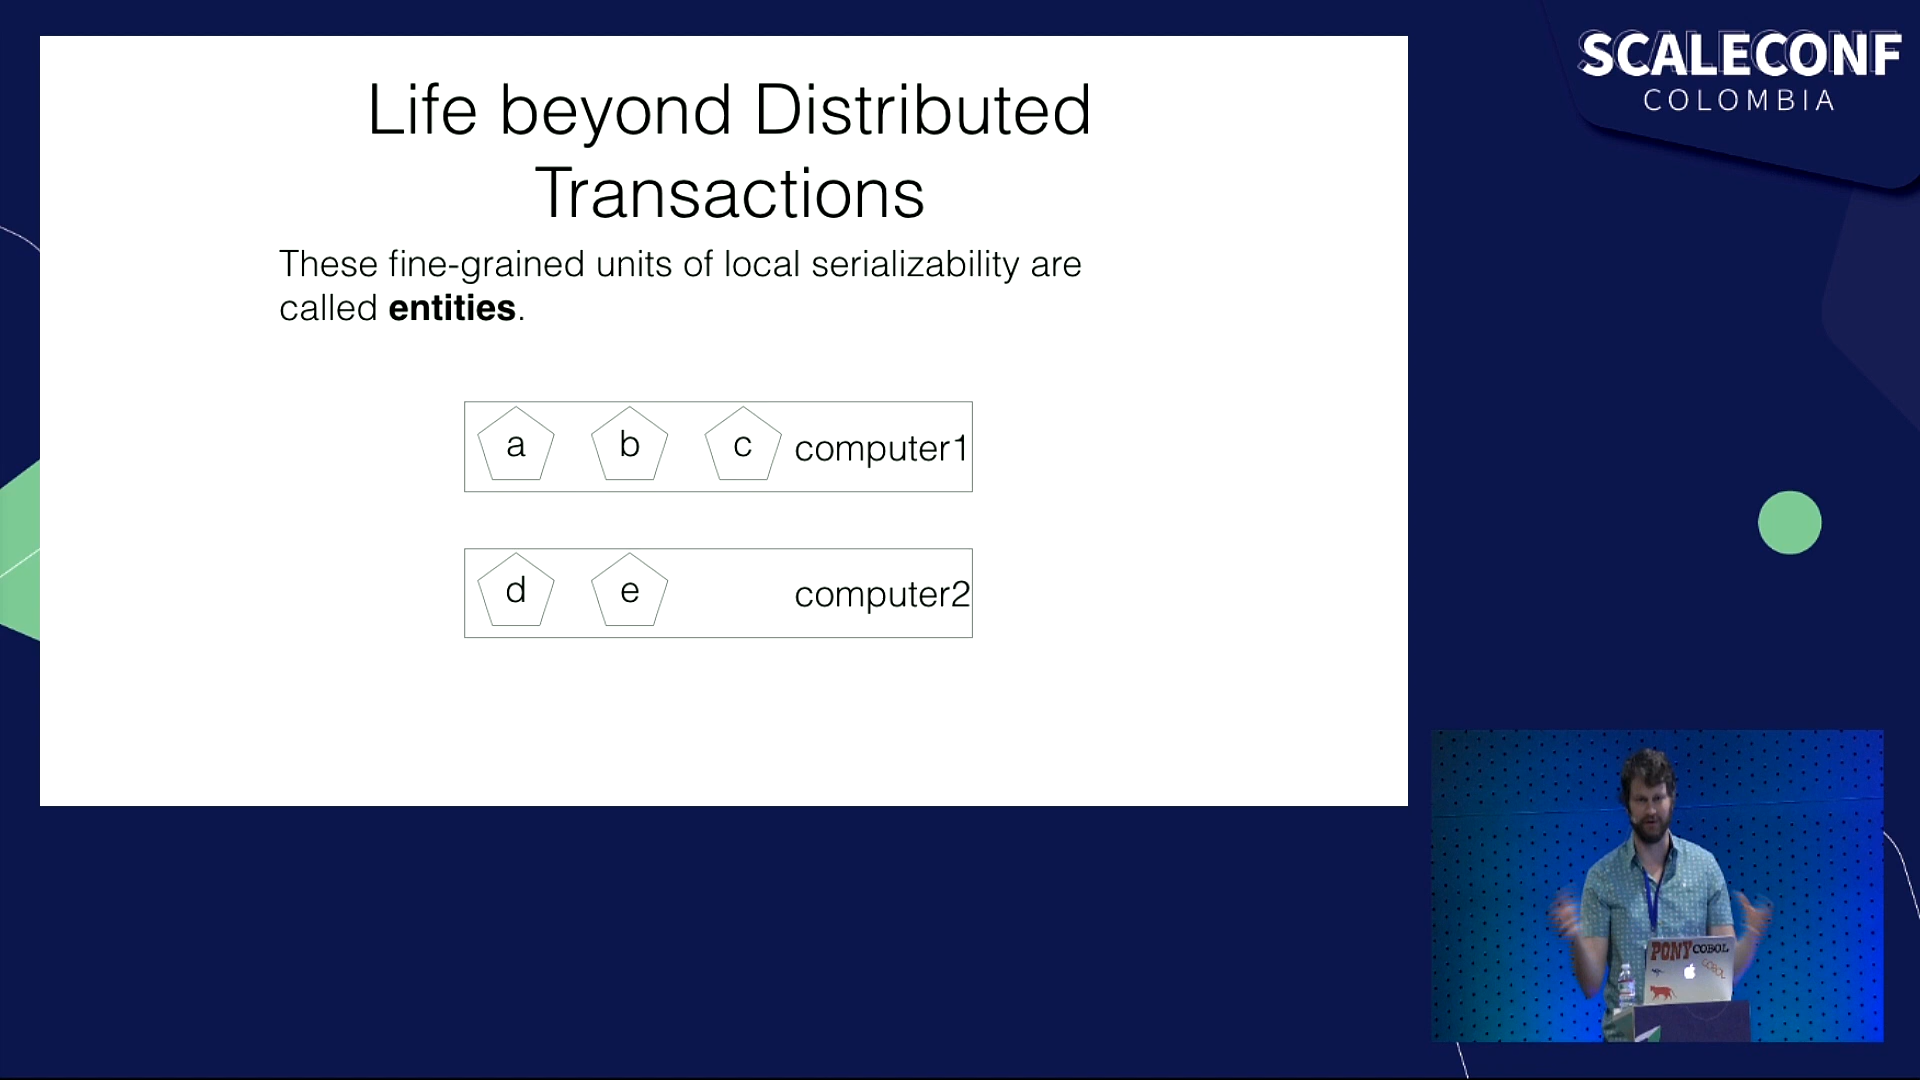 SCALECONF
COLOMBIA
Life beyond Distributed
Transactions
These fine-grained units of local serializability are
called entities.
a b c computer1
d e computer2
PONY COBOL
COBOL